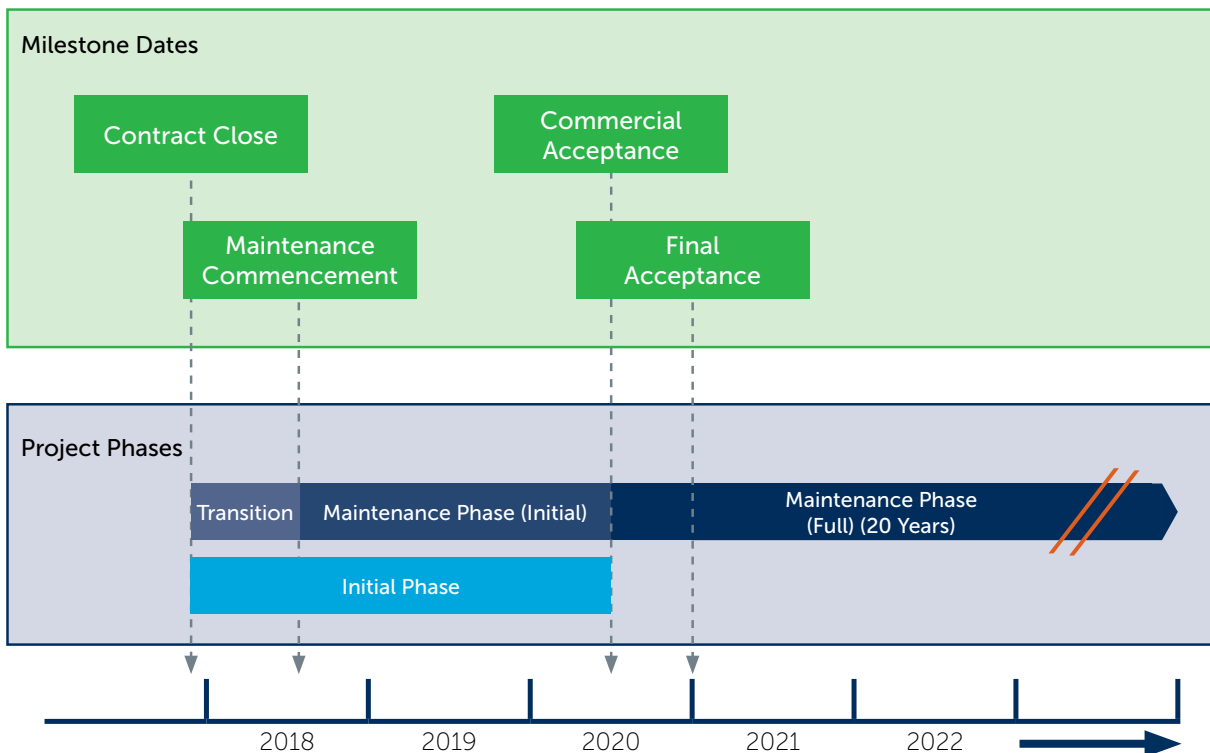 Milestone Dates
Contract Close
Commercial
Acceptance
Maintenance
Commencement
Final
Acceptance
Project Phases
Transition
Maintenance Phase (Initial)
Maintenance Phase
(Full) (20 Years)
Initial Phase
2018
2019
2020
2021
2022